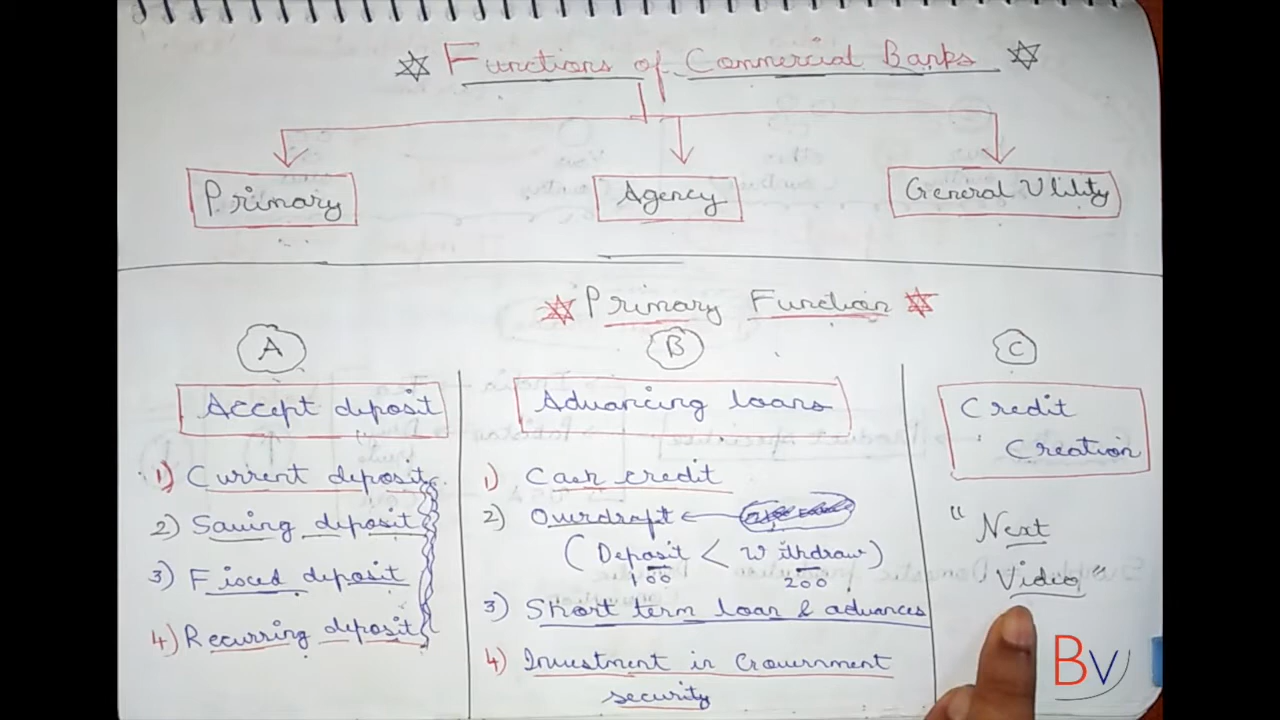 Functions of Commercial Banks
Primary
Agency
General Utility
Primary Function
A
Accept deposit
1) Current deposit
2) Saving deposit
3) Fixed deposit
4) Recurring deposit
B
Advancing loans
1) Cash credit
2) Overdraft
(Deposit < Withdraw)
100 200
3) Short term loan & advances
4) Investment in Government
security
C
Credit
Creation
"Next
Video"
BV